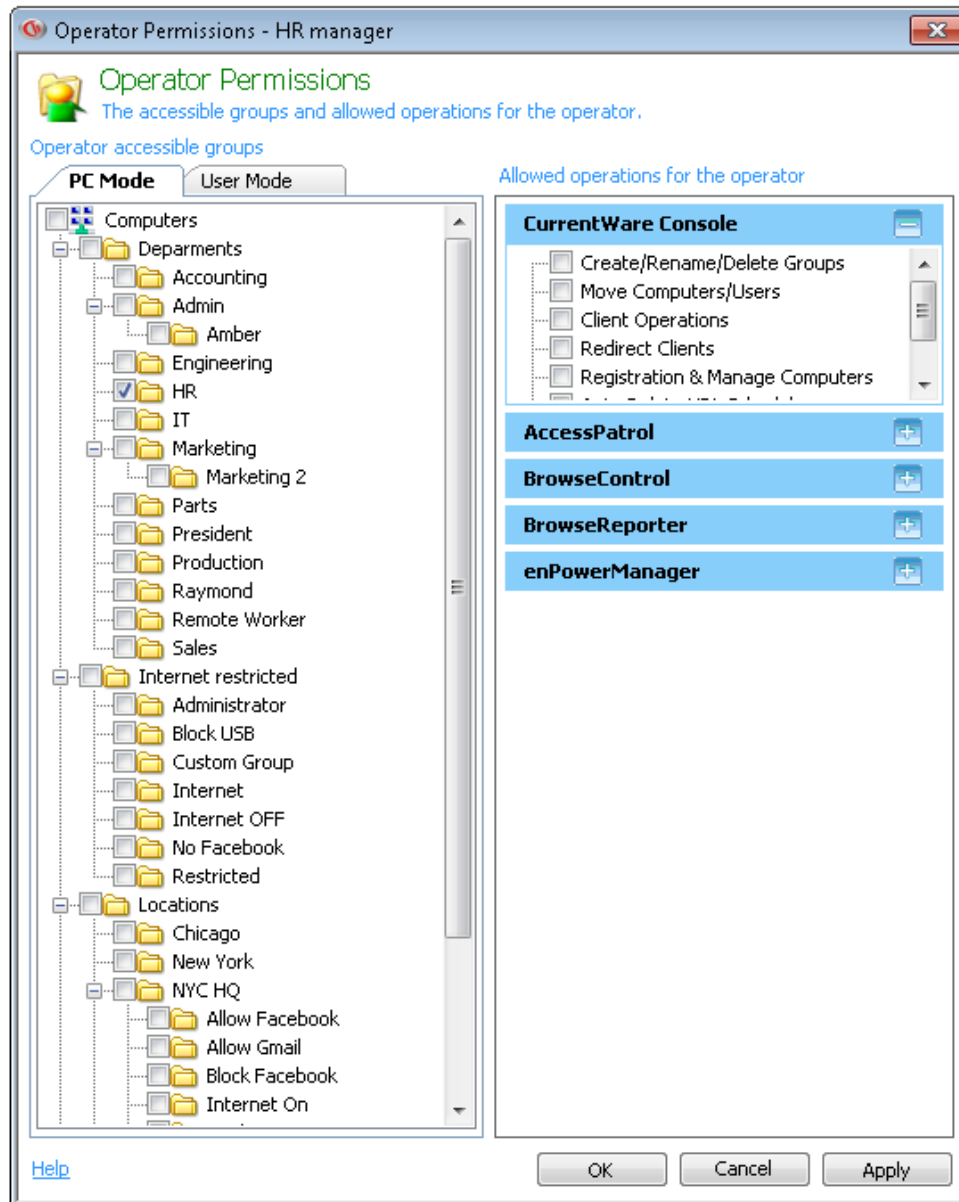 Operator Permissions - HR manager
Operator Permissions
The accessible groups and allowed operations for the operator.
Operator accessible groups
PC Mode
User Mode
Computers
Deparments
Accounting
Admin
Amber
Engineering
HR
IT
Marketing
Marketing 2
Parts
President
Production
Raymond
Remote Worker
Sales
Internet restricted
Administrator
Block USB
Custom Group
Internet
Internet OFF
No Facebook
Restricted
Locations
Chicago
New York
NYC HQ
Allow Facebook
Allow Gmail
Block Facebook
Internet On
Allowed operations for the operator
CurrentWare Console
Create/Rename/Delete Groups
Move Computers/Users
Client Operations
Redirect Clients
Registration & Manage Computers
AccessPatrol
BrowseControl
BrowseReporter
enPowerManager
Help
OK
Cancel
Apply